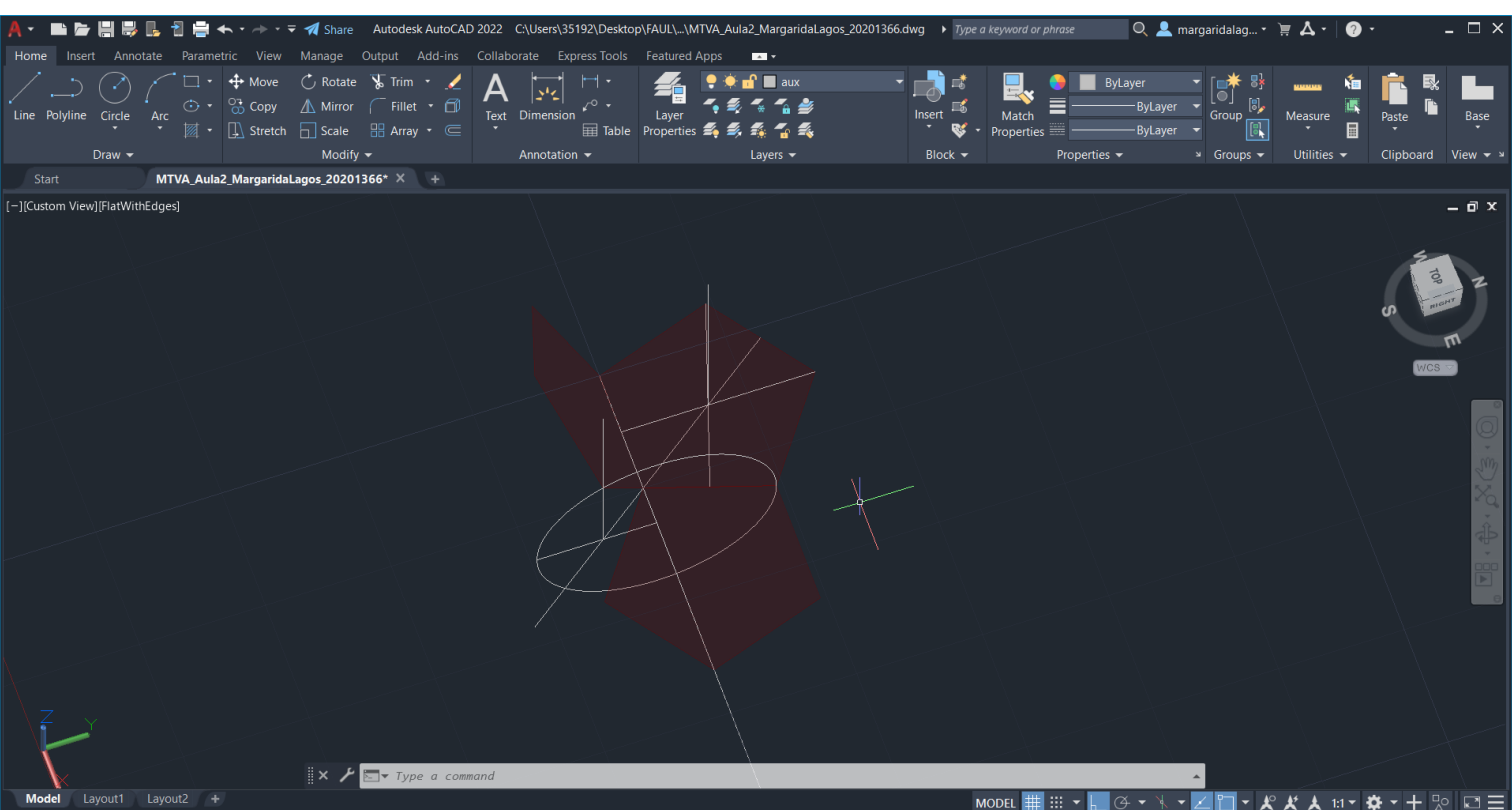 Share Autodesk AutoCAD 2022 C:\Users\35192\Desktop\FAUL\...\MTVA_Aula2_MargaridaLagos_20201366.dwg Type a keyword or phrase margaridalag...
Home Insert Annotate Parametric View Manage Output Add-ins Collaborate Express Tools Featured Apps
Line Polyline Circle Arc
Move Rotate Trim
Copy Mirror Fillet
Stretch Scale Array
Text Dimension Table
Layer Properties
aux
Insert
Match Properties
ByLayer
ByLayer
ByLayer
Group
Measure
Paste
Base
Draw Modify Annotation Layers Block Properties Groups Utilities Clipboard View
Start MTVA_Aula2_MargaridaLagos_20201366*
[−][Custom View][FlatWithEdges]
W
N
TOP
RIGHT
S
E
WCS
Z
Y
X
Type a command
Model Layout1 Layout2
MODEL 1:1